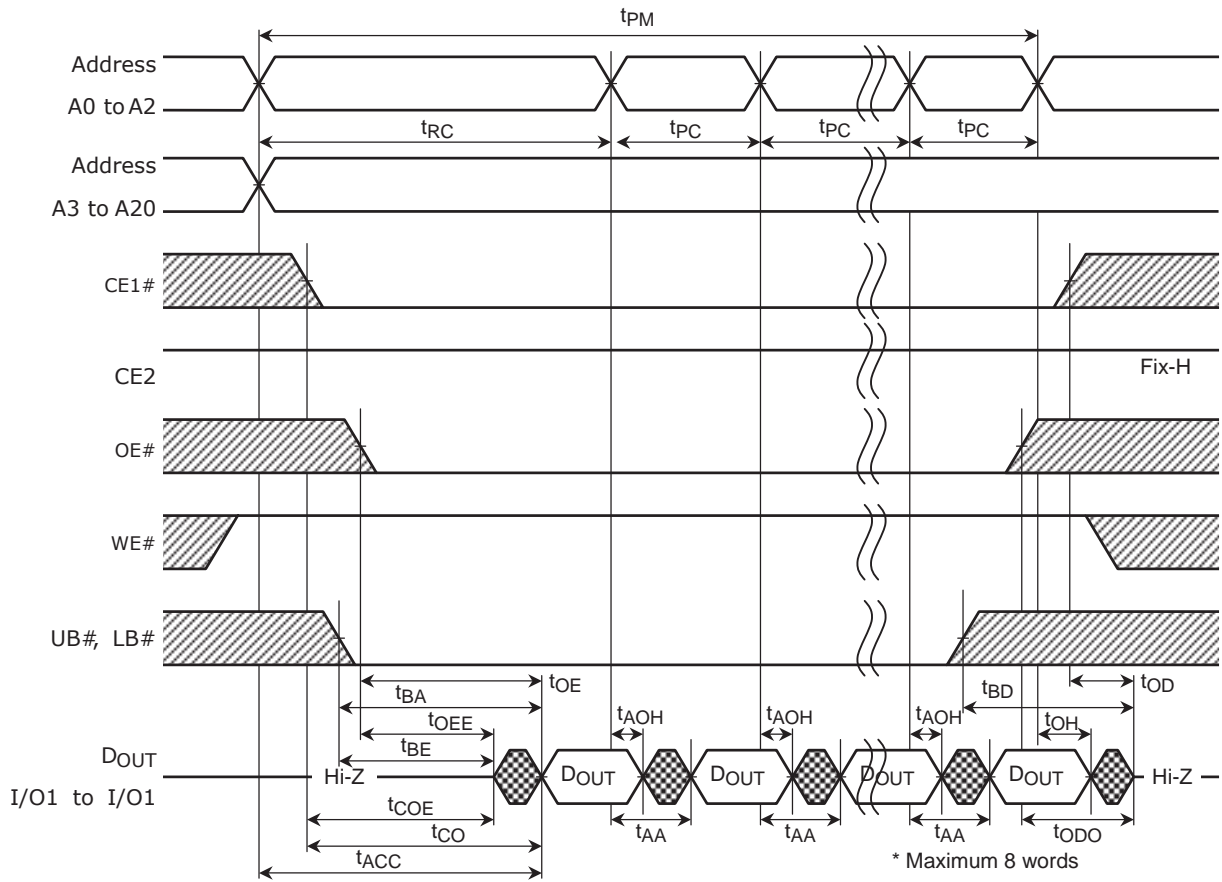 tPM
Address
A0 to A2
tRC
tPC
tPC
tPC
Address
A3 to A20
CE1#
CE2
Fix-H
OE#
WE#
UB#, LB#
tOE
tOD
tBA
tBD
tOEE
tAOH
tAOH
tAOH
tOH
tBE
DOUT
I/O1 to I/O1
Hi-Z
DOUT
DOUT
DOUT
DOUT
Hi-Z
tCOE
tCO
tAA
tAA
tAA
tODO
tACC
* Maximum 8 words